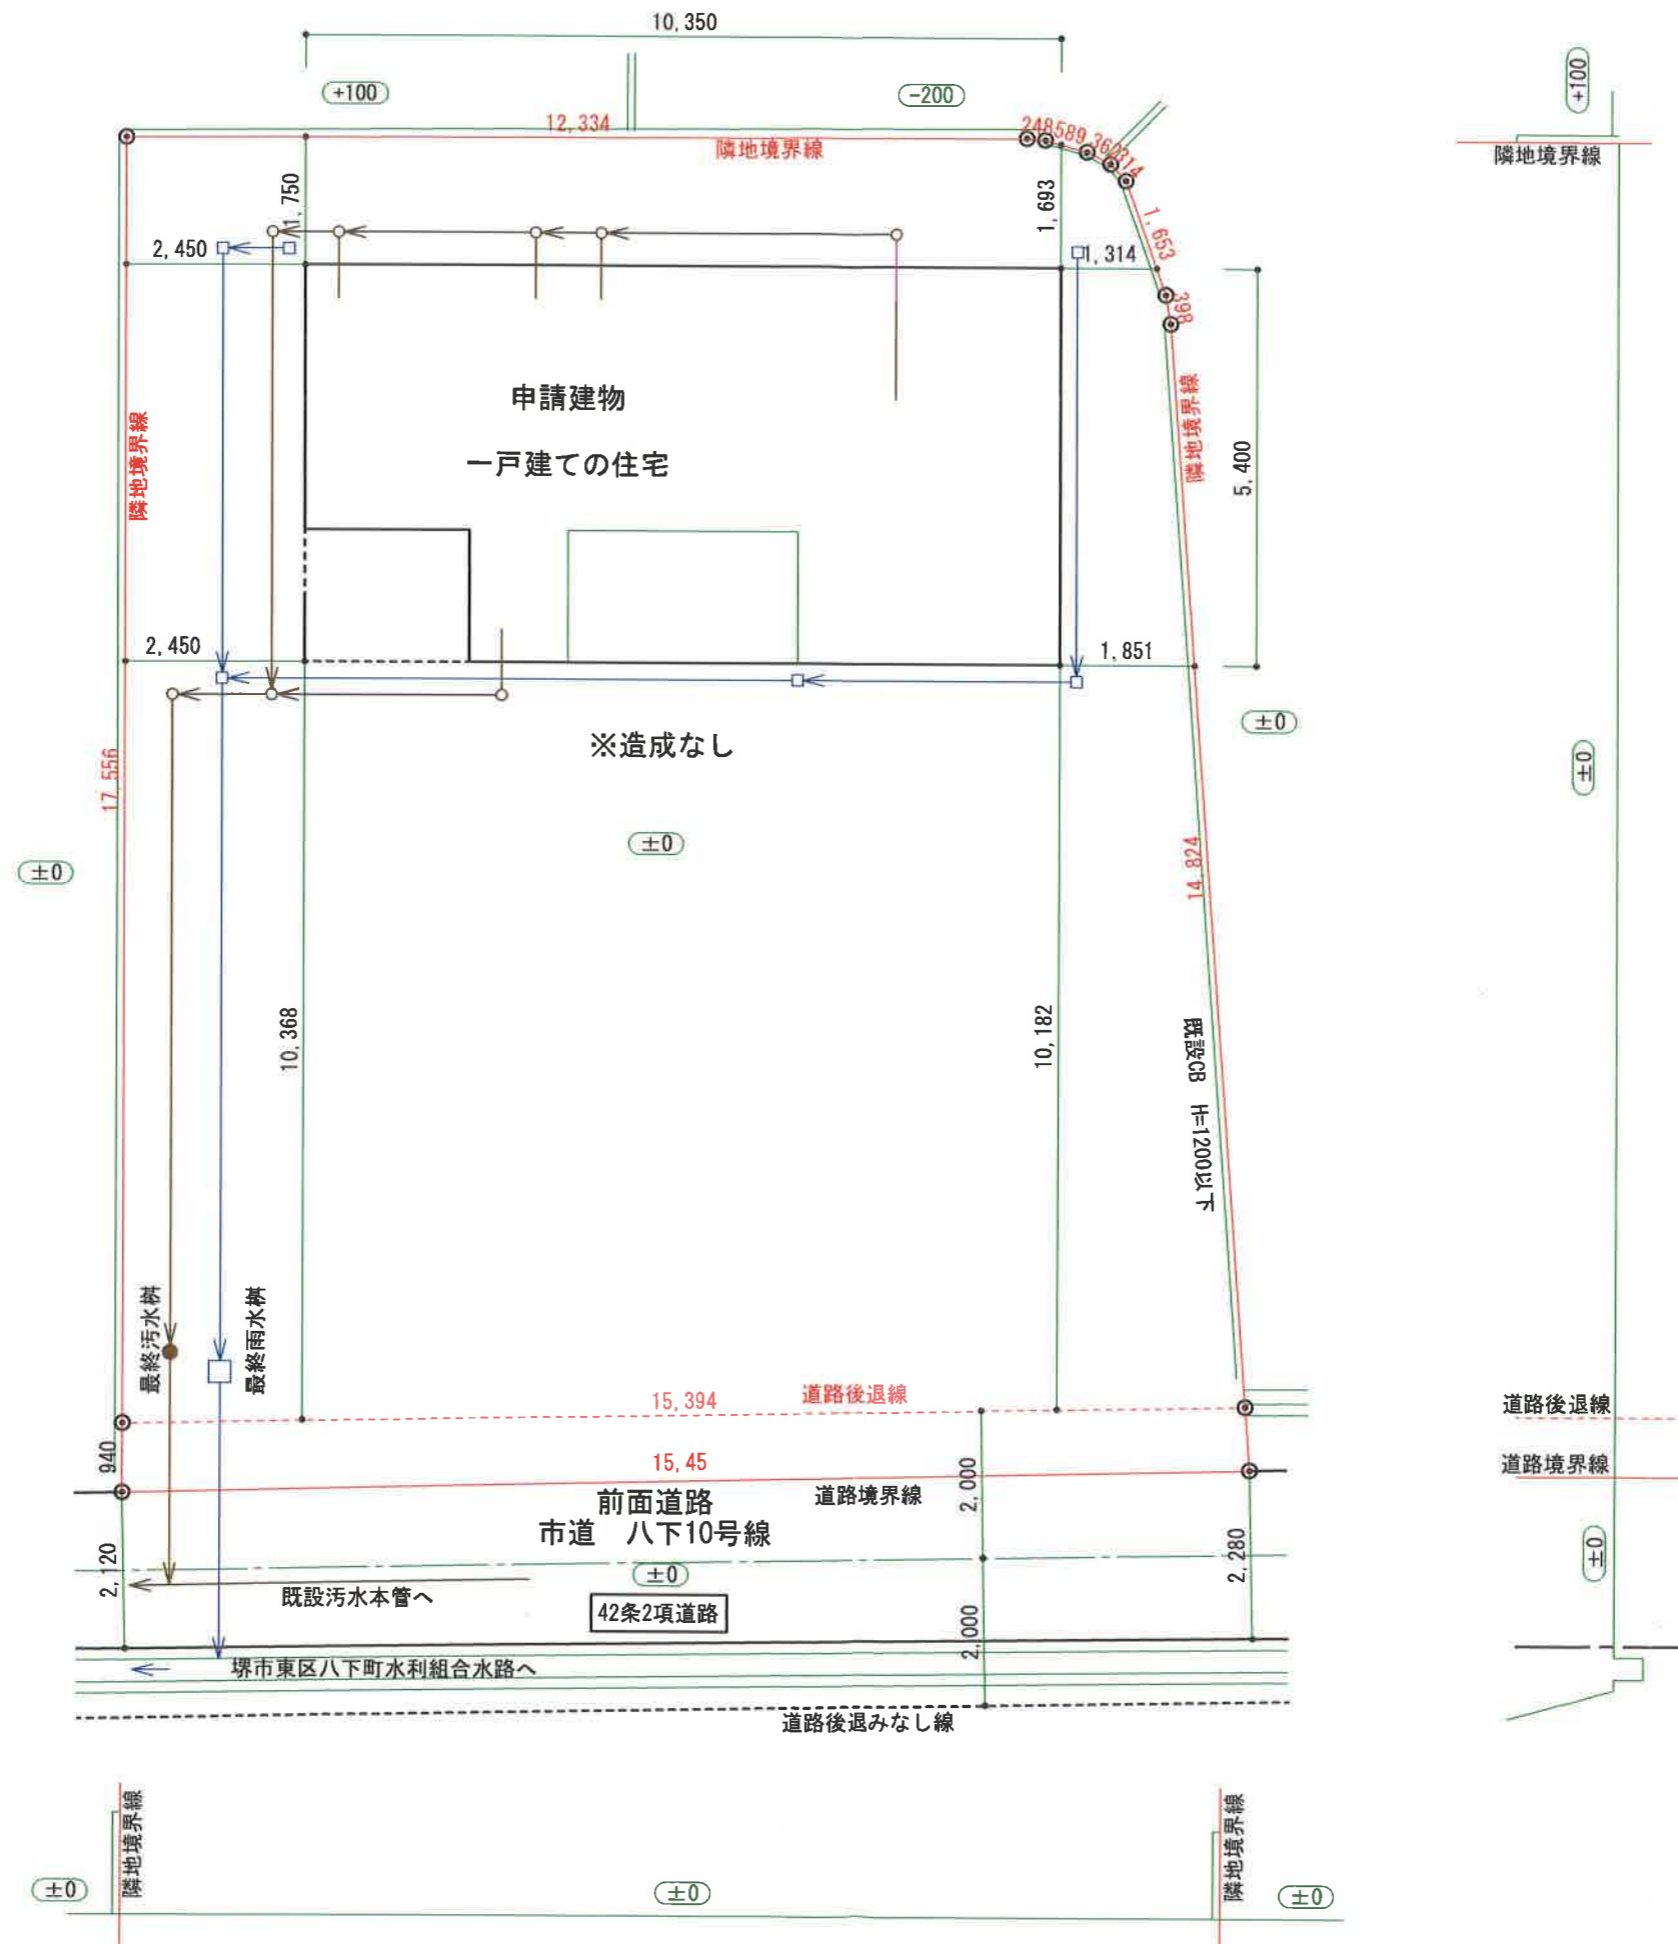 10,350
+100
-200
+100
12,334
248
589
360
314
隣地境界線
隣地境界線
1,750
1,693
1,653
2,450
1,314
398
申請建物
隣地境界線
隣地境界線
5,400
一戸建ての住宅
2,450
1,851
±0
※造成なし
±0
17,556
±0
14,824
±0
10,368
10,182
既設CB H=1200以下
最終汚水桝
最終雨水桝
15,394
道路後退線
道路後退線
940
15,45
2,000
道路境界線
道路境界線
前面道路
市道 八下10号線
2,120
2,280
±0
±0
既設汚水本管へ
42条2項道路
2,000
堺市東区八下町水利組合水路へ
道路後退みなし線
隣地境界線
隣地境界線
±0
±0
±0